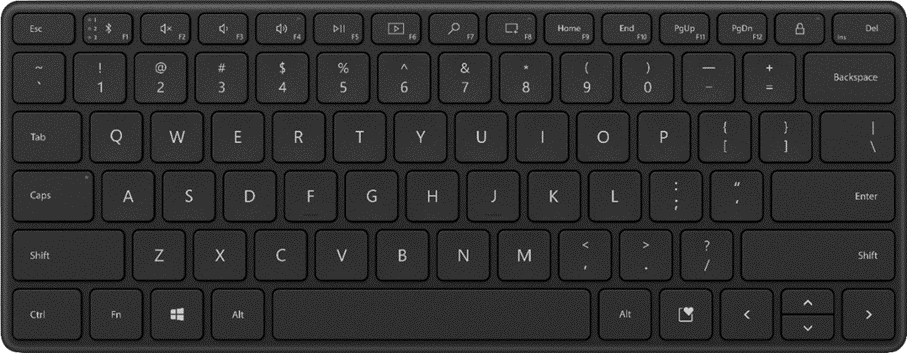 Esc 1 2 3 F1 F2 F3 F4 F5 F6 F7 F8 Home F9 End F10 PgUp F11 PgDn F12 Ins Del
~ ` ! 1 @ 2 # 3 $ 4 % 5 ^ 6 & 7 * 8 ( 9 ) 0 — - + = Backspace
Tab Q W E R T Y U I O P { [ } ] | \
Caps A S D F G H J K L : ; “ ‘ Enter
Shift Z X C V B N M < , > . ? / Shift
Ctrl Fn Alt Alt < ^ v >